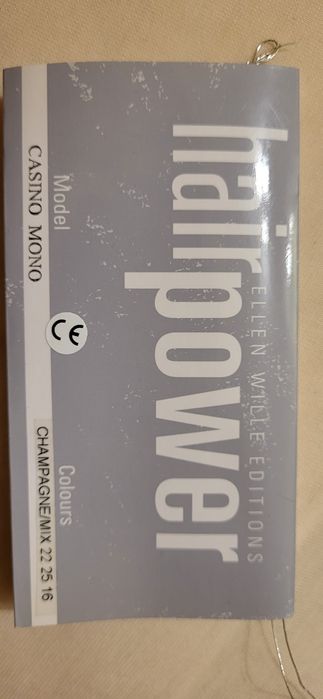 hairpower
ELLEN WILLE EDITIONS
Model
Colours
CASINO MONO
CE
CHAMPAGNE/MIX 22 25 16